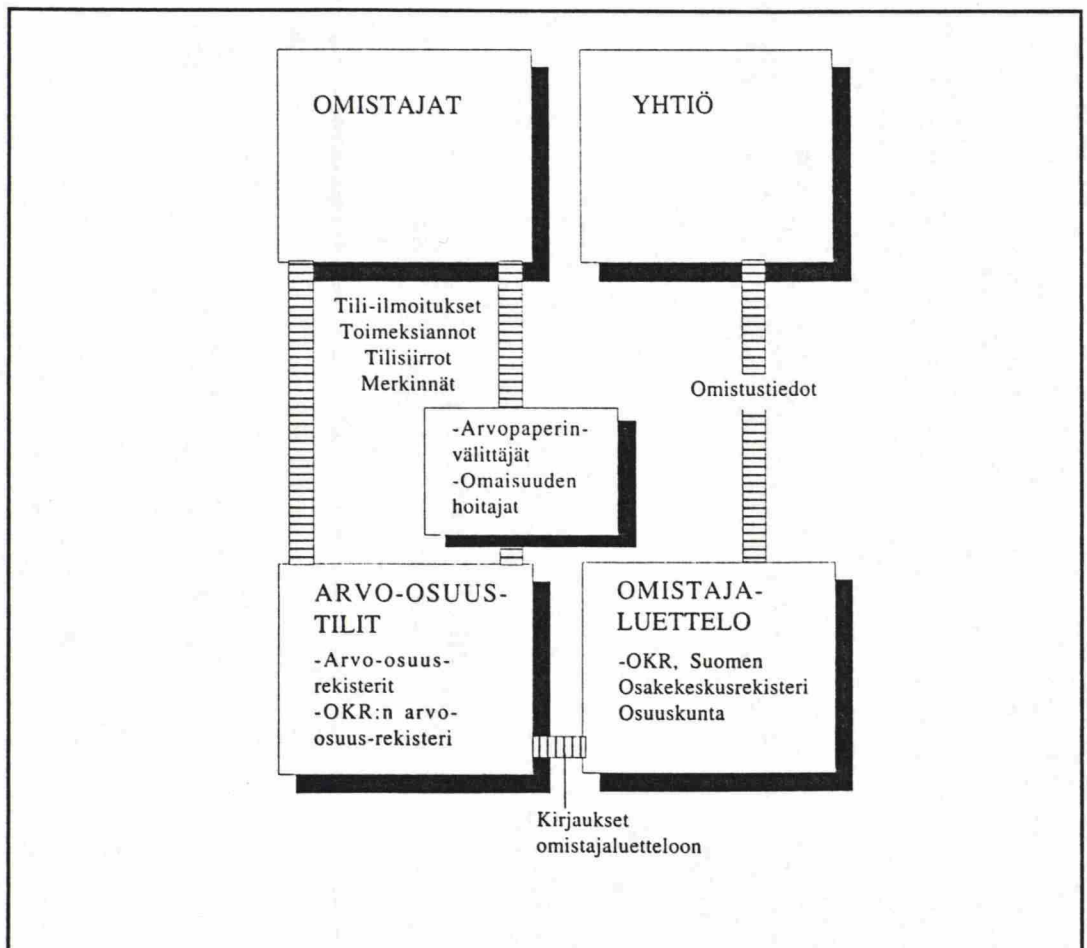 OMISTAJAT
YHTIÖ
Tili-ilmoitukset
Toimeksiannot
Tilisiirrot
Merkinnät
Omistustiedot
-Arvopaperin-
välittäjät
-Omaisuuden
hoitajat
ARVO-OSUUS-
TILIT
-Arvo-osuus-
rekisterit
-OKR:n arvo-
osuus-rekisteri
OMISTAJA-
LUETTELO
-OKR, Suomen
Osakekeskusrekisteri
Osuuskunta
Kirjaukset
omistajaluetteloon